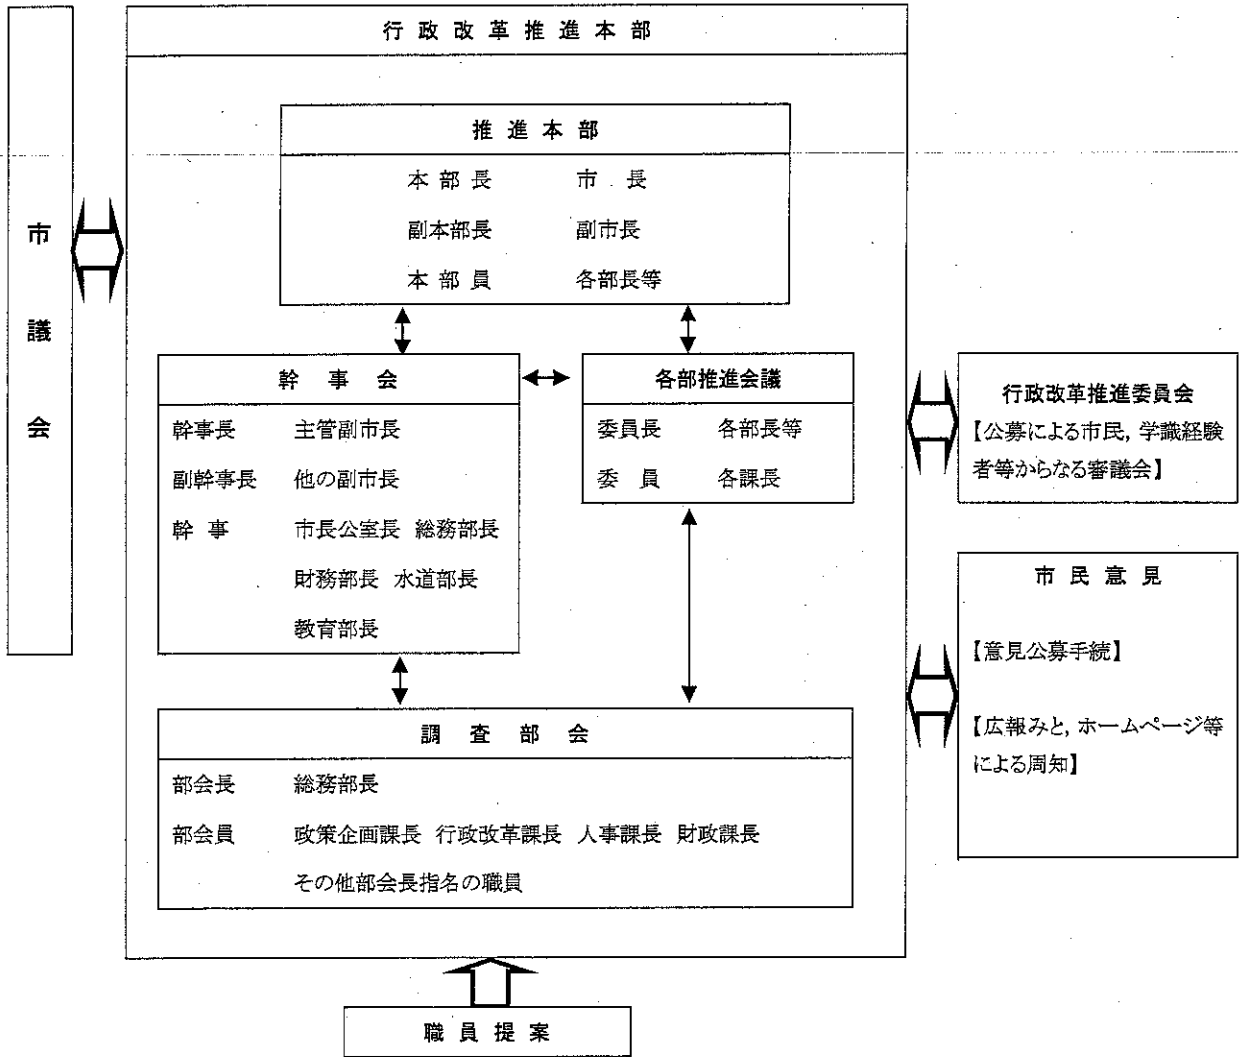 市議会
行政改革推進本部
推進本部
本部長 市長
副本部長 副市長
本部員 各部長等
幹事会
幹事長 主管副市長
副幹事長 他の副市長
幹事 市長公室長 総務部長
財務部長 水道部長
教育部長
各部推進会議
委員長 各部長等
委員 各課長
調査部会
部会長 総務部長
部会員 政策企画課長 行政改革課長 人事課長 財政課長
その他部会長指名の職員
行政改革推進委員会
【公募による市民,学識経験
者等からなる審議会】
市民意見
【意見公募手続】
【広報みと,ホームページ等
による周知】
職員提案